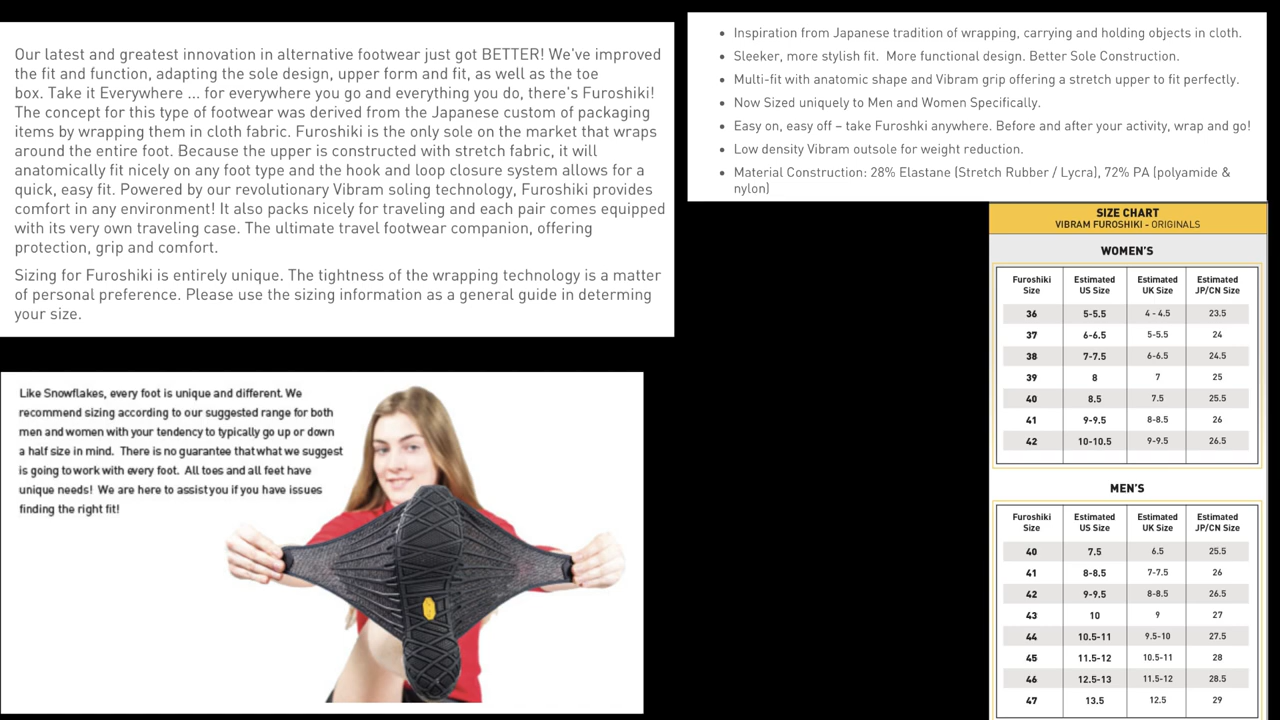 Our latest and greatest innovation in alternative footwear just got BETTER! We've improved
the fit and function, adapting the sole design, upper form and fit, as well as the toe
box. Take it Everywhere ... for everywhere you go and everything you do, there's Furoshiki!
The concept for this type of footwear was derived from the Japanese custom of packaging
items by wrapping them in cloth fabric. Furoshiki is the only sole on the market that wraps
around the entire foot. Because the upper is constructed with stretch fabric, it will
anatomically fit nicely on any foot type and the hook and loop closure system allows for a
quick, easy fit. Powered by our revolutionary Vibram soling technology, Furoshiki provides
comfort in any environment! It also packs nicely for traveling and each pair comes equipped
with its very own traveling case. The ultimate travel footwear companion, offering
protection, grip and comfort.
Sizing for Furoshiki is entirely unique. The tightness of the wrapping technology is a matter
of personal preference. Please use the sizing information as a general guide in determing
your size.
• Inspiration from Japanese tradition of wrapping, carrying and holding objects in cloth.
• Sleeker, more stylish fit. More functional design. Better Sole Construction.
• Multi-fit with anatomic shape and Vibram grip offering a stretch upper to fit perfectly.
• Now Sized uniquely to Men and Women Specifically.
• Easy on, easy off – take Furoshki anywhere. Before and after your activity, wrap and go!
• Low density Vibram outsole for weight reduction.
• Material Construction: 28% Elastane (Stretch Rubber / Lycra), 72% PA (polyamide &
nylon)
Like Snowflakes, every foot is unique and different. We
recommend sizing according to our suggested range for both
men and women with your tendency to typically go up or down
a half size in mind. There is no guarantee that what we suggest
is going to work with every foot. All toes and all feet have
unique needs! We are here to assist you if you have issues
finding the right fit!
SIZE CHART
VIBRAM FUROSHIKI - ORIGINALS
WOMEN'S
Furoshiki Size Estimated US Size Estimated UK Size Estimated JP/CN Size
36 5-5.5 4 - 4.5 23.5
37 6-6.5 5-5.5 24
38 7-7.5 6-6.5 24.5
39 8 7 25
40 8.5 7.5 25.5
41 9-9.5 8-8.5 26
42 10-10.5 9-9.5 26.5
MEN'S
Furoshiki Size Estimated US Size Estimated UK Size Estimated JP/CN Size
40 7.5 6.5 25.5
41 8-8.5 7-7.5 26
42 9-9.5 8-8.5 26.5
43 10 9 27
44 10.5-11 9.5-10 27.5
45 11.5-12 10.5-11 28
46 12.5-13 11.5-12 28.5
47 13.5 12.5 29